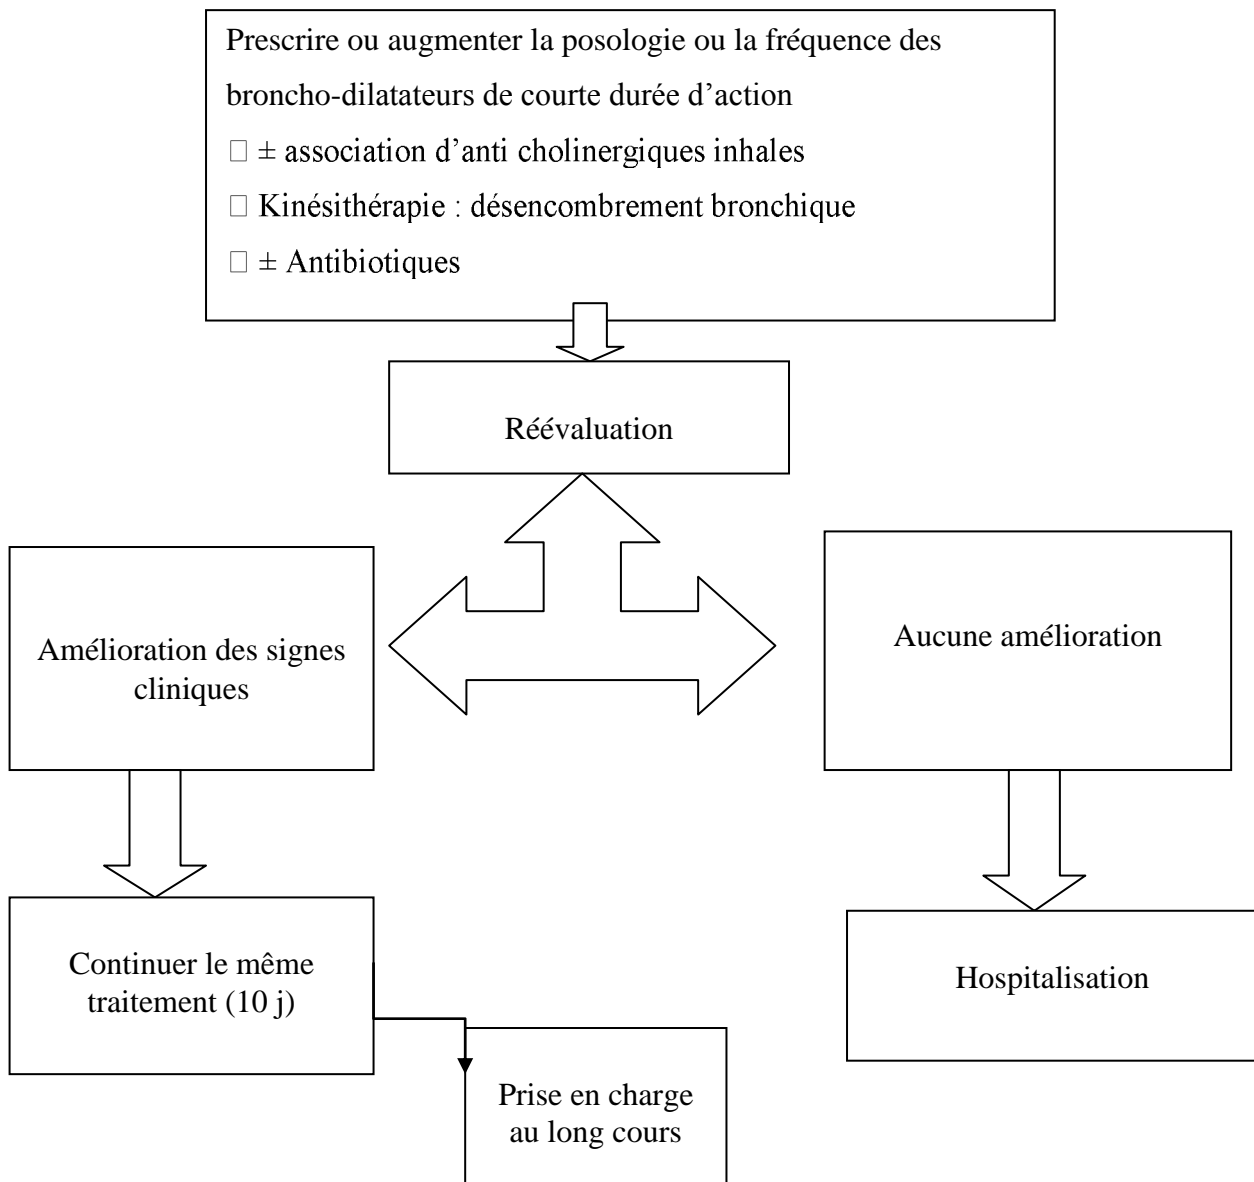 Prescrire ou augmenter la posologie ou la fréquence des
broncho-dilatateurs de courte durée d’action
□ ± association d’anti cholinergiques inhales
□ Kinésithérapie : désencombrement bronchique
□ ± Antibiotiques
Réévaluation
Amélioration des signes
cliniques
Aucune amélioration
Continuer le même
traitement (10 j)
Hospitalisation
Prise en charge
au long cours